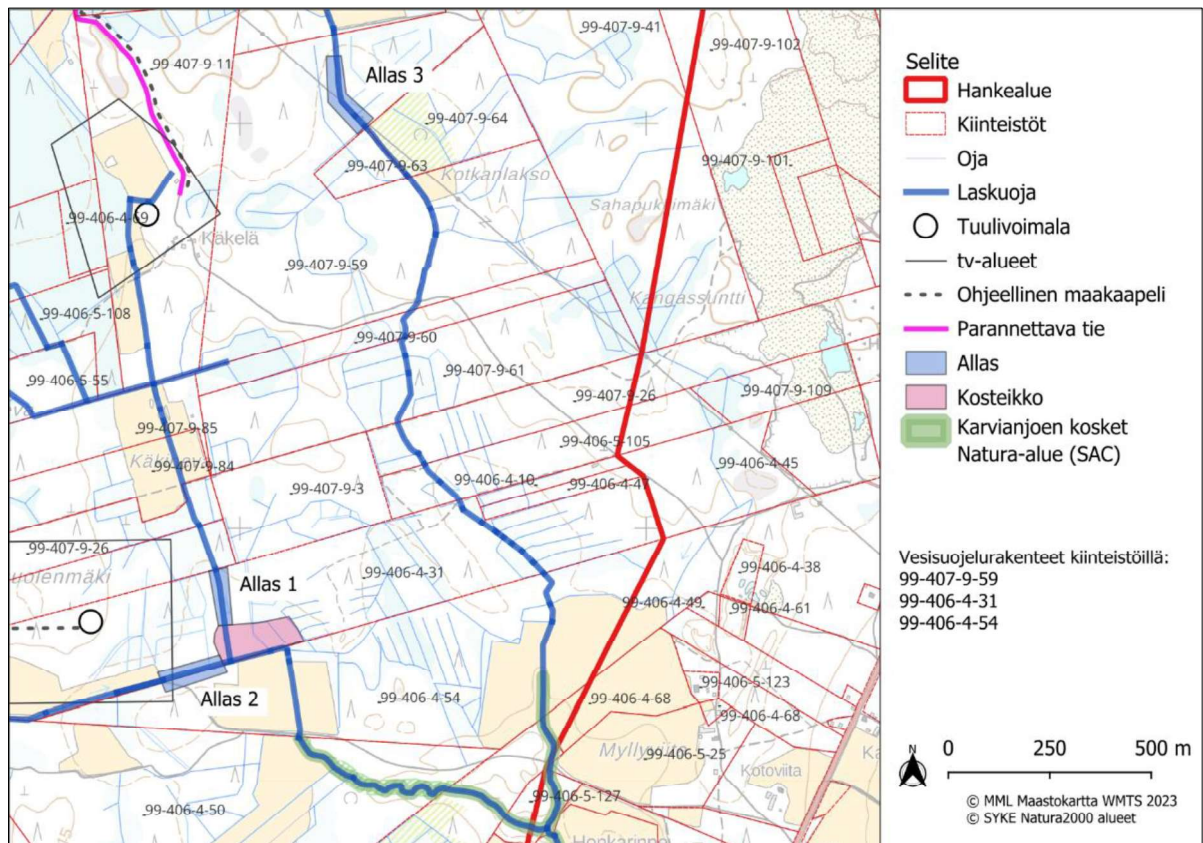 99-407-9-41
99-407-9-102
99-407-9-11
Allas 3
99-407-9-64
99-407-9-63
Kotkanlakso
99-407-9-101
99-406-4-69
Käkelä
99-407-9-59
Kangassuntti
99-406-5-108
99-407-9-60
99-406-5-55
99-407-9-61
99-407-9-26
99-407-9-109
99-407-9-85
99-406-5-105
99-407-9-84
99-406-4-45
99-407-9-3
99-406-4-10
99-406-4-47
99-407-9-26
uolenmäki
Allas 1
99-406-4-31
99-406-4-38
99-406-4-49
99-406-4-61
Allas 2
99-406-4-54
99-406-5-123
99-406-4-68
99-406-4-68
Myllyviita
99-406-5-25
Kotoviita
99-406-4-50
99-406-5-127
Selite
Hankealue
Kiinteistöt
Oja
Laskuoja
Tuulivoimala
tv-alueet
Ohjeellinen maakaapeli
Parannettava tie
Allas
Kosteikko
Karvianjoen kosket
Natura-alue (SAC)
Vesisuojelurakenteet kiinteistöillä:
99-407-9-59
99-406-4-31
99-406-4-54
N
0 250 500 m
© MML Maastokartta WMTS 2023
© SYKE Natura2000 alueet